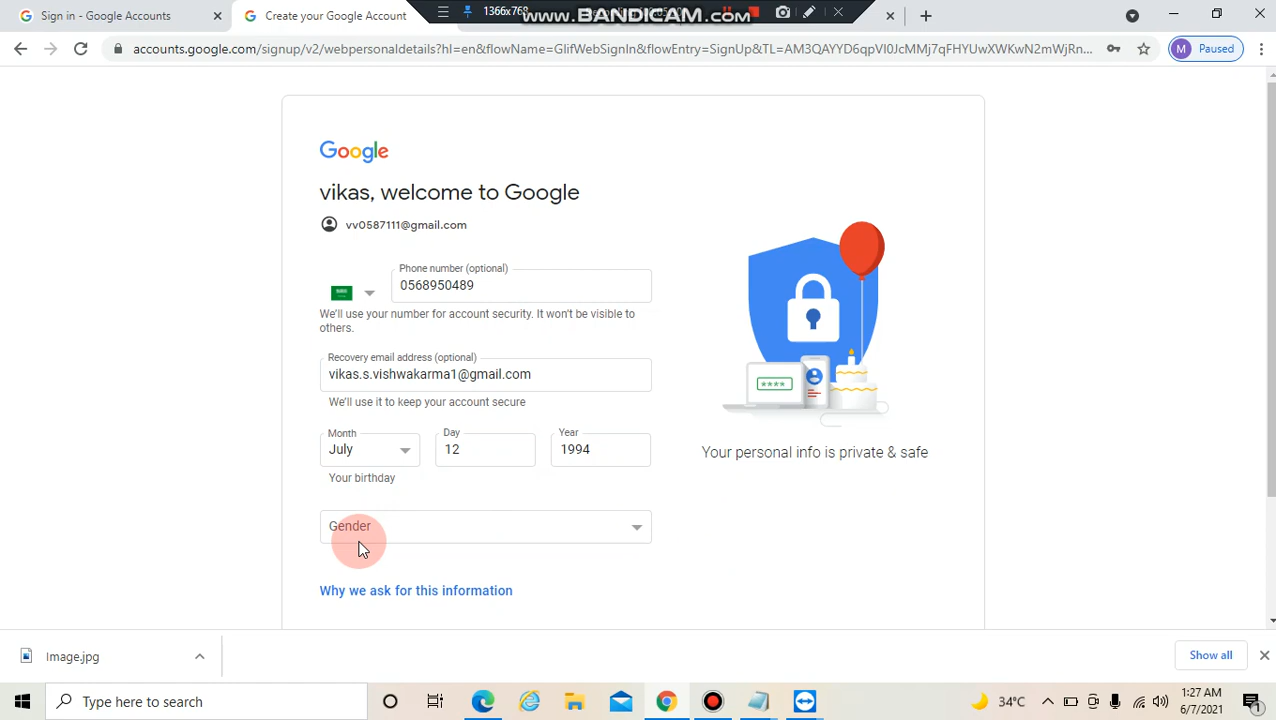 Sign in - Google Accounts
Create your Google Account
1366x768
www.BANDICAM.com
accounts.google.com/signup/v2/webpersonaldetails?hl=en&flowName=GlifWebSignIn&flowEntry=SignUp&TL=AM3QAYYD6qpVI0JcMMj7qFHYUwXWKwN2mWjRn...
M Paused
Google
vikas, welcome to Google
vv0587111@gmail.com
Phone number (optional)
0568950489
We'll use your number for account security. It won't be visible to
others.
Recovery email address (optional)
vikas.s.vishwakarma1@gmail.com
We'll use it to keep your account secure
Month
July
Day
12
Year
1994
Your birthday
****
Your personal info is private & safe
Gender
Why we ask for this information
Image.jpg
Show all
Type here to search
34°C
1:27 AM
6/7/2021
1